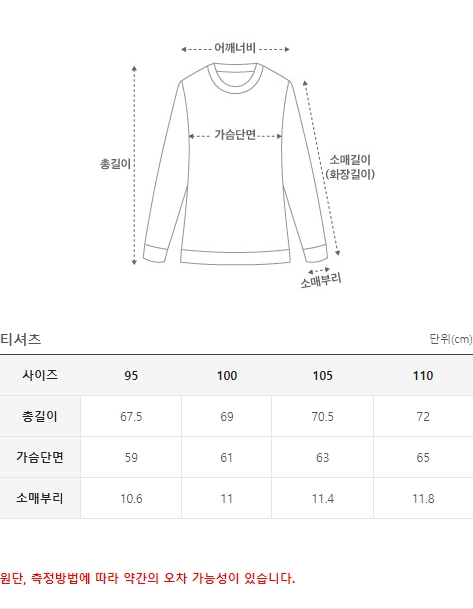 어깨너비
가슴단면
총길이
소매길이
(화장길이)
소매부리
티셔츠 단위(cm)
사이즈 95 100 105 110
총길이 67.5 69 70.5 72
가슴단면 59 61 63 65
소매부리 10.6 11 11.4 11.8
원단, 측정방법에 따라 약간의 오차 가능성이 있습니다.